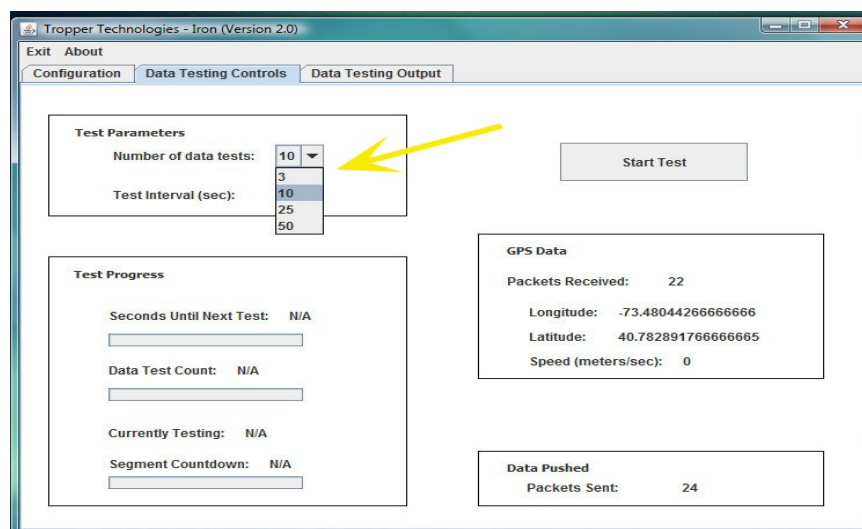 Tropper Technologies - Iron (Version 2.0)
Exit About
Configuration Data Testing Controls Data Testing Output
Test Parameters
Number of data tests: 10
3
10
25
50
Test Interval (sec):
Start Test
Test Progress
Seconds Until Next Test: N/A
Data Test Count: N/A
Currently Testing: N/A
Segment Countdown: N/A
GPS Data
Packets Received: 22
Longitude: -73.48044266666666
Latitude: 40.782891766666665
Speed (meters/sec): 0
Data Pushed
Packets Sent: 24